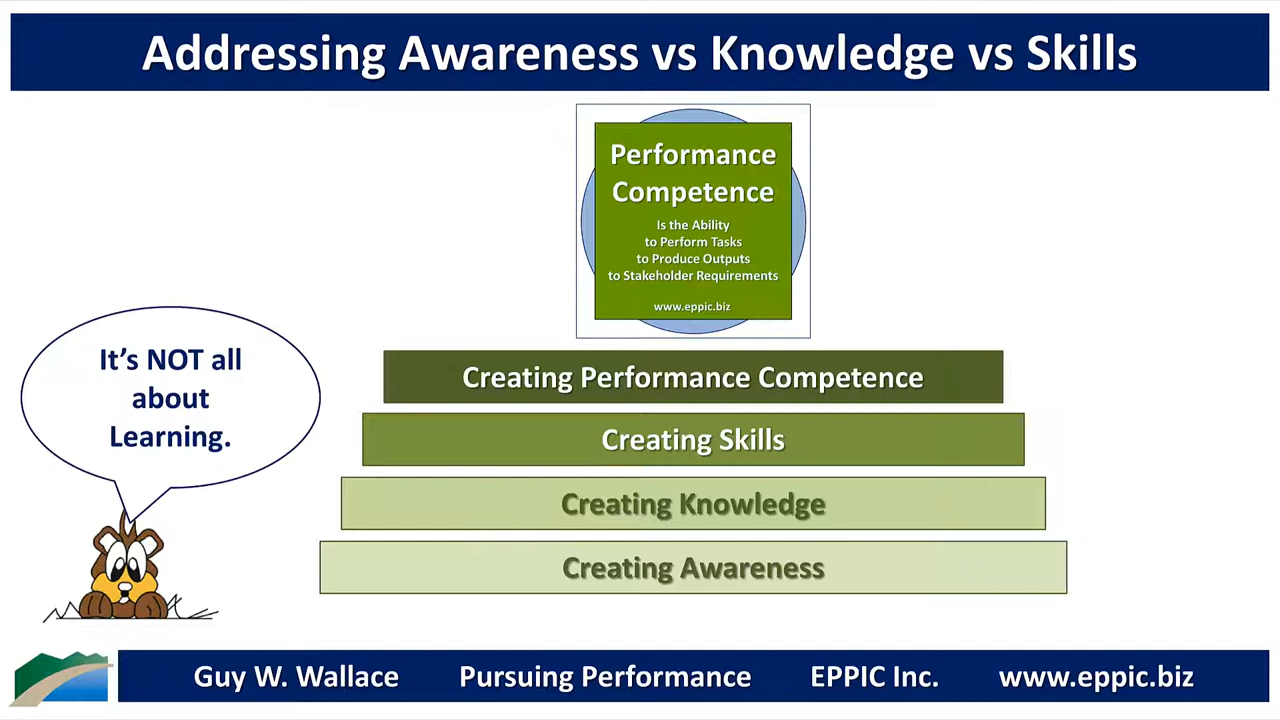 Addressing Awareness vs Knowledge vs Skills
Performance
Competence
Is the Ability
to Perform Tasks
to Produce Outputs
to Stakeholder Requirements
www.eppic.biz
It’s NOT all
about
Learning.
Creating Performance Competence
Creating Skills
Creating Knowledge
Creating Awareness
Guy W. Wallace Pursuing Performance EPPIC Inc. www.eppic.biz